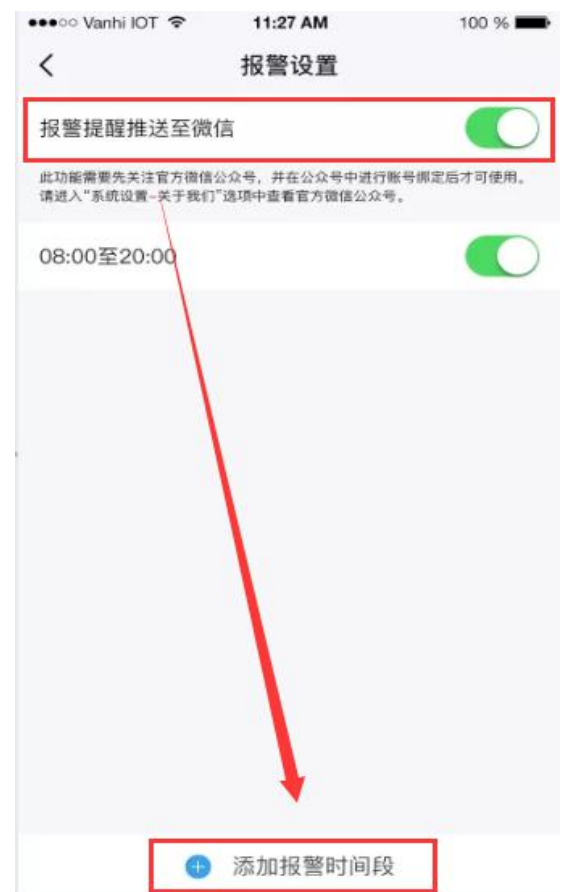 Vanhi IOT 11:27 AM 100 %
报警设置
报警提醒推送至微信
此功能需要先关注官方微信公众号，并在公众号中进行账号绑定后才可使用。
请进入“系统设置-关于我们”选项中查看官方微信公众号。
08:00至20:00
添加报警时间段